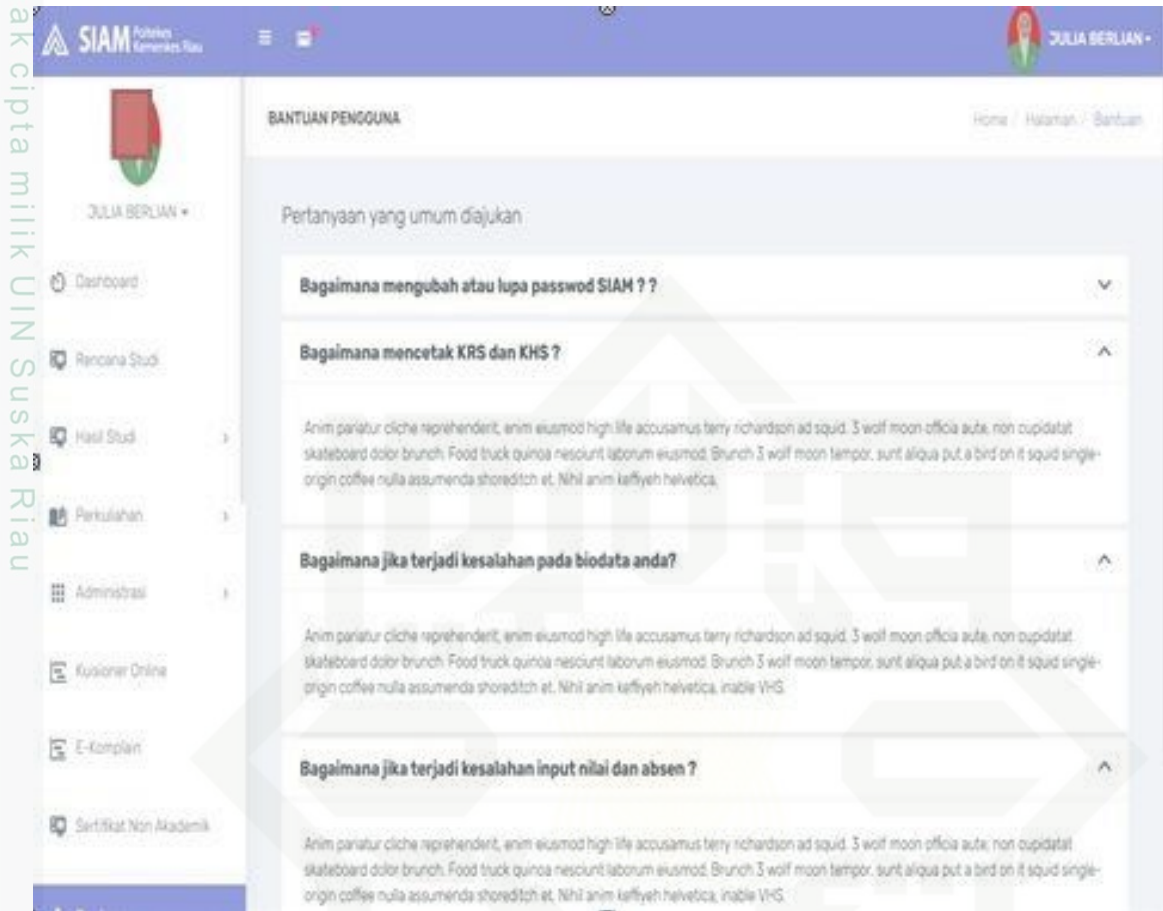 ak cipta milik UIN Suska Riau
SIAM Poltekes Kemenkes Riau
JULIA BERLIAN
JULIA BERLIAN
Dashboard
Rencana Studi
Hasil Studi
Perkuliahan
Administrasi
Kuisioner Online
E-Komplain
Sertifikat Non Akademik
BANTUAN PENGGUNA
Home / Halaman / Bantuan
Pertanyaan yang umum diajukan
Bagaimana mengubah atau lupa passwod SIAM ? ?
Bagaimana mencetak KRS dan KHS ?
Anim pariatur cliche reprehenderit, enim eiusmod high life accusamus terry richardson ad squid. 3 wolf moon officia aute, non cupidatat
skateboard dolor brunch. Food truck quinoa nesciunt laborum eiusmod. Brunch 3 wolf moon tempor, sunt aliqua put a bird on it squid single-
origin coffee nulla assumenda shoreditch et. Nihil anim keffiyeh helvetica,
Bagaimana jika terjadi kesalahan pada biodata anda?
Anim pariatur cliche reprehenderit, enim eiusmod high life accusamus terry richardson ad squid. 3 wolf moon officia aute, non cupidatat
skateboard dolor brunch. Food truck quinoa nesciunt laborum eiusmod. Brunch 3 wolf moon tempor, sunt aliqua put a bird on it squid single-
origin coffee nulla assumenda shoreditch et. Nihil anim keffiyeh helvetica, inable VHS.
Bagaimana jika terjadi kesalahan input nilai dan absen ?
Anim pariatur cliche reprehenderit, enim eiusmod high life accusamus terry richardson ad squid. 3 wolf moon officia aute, non cupidatat
skateboard dolor brunch. Food truck quinoa nesciunt laborum eiusmod. Brunch 3 wolf moon tempor, sunt aliqua put a bird on it squid single-
origin coffee nulla assumenda shoreditch et. Nihil anim keffiyeh helvetica, inable VHS.